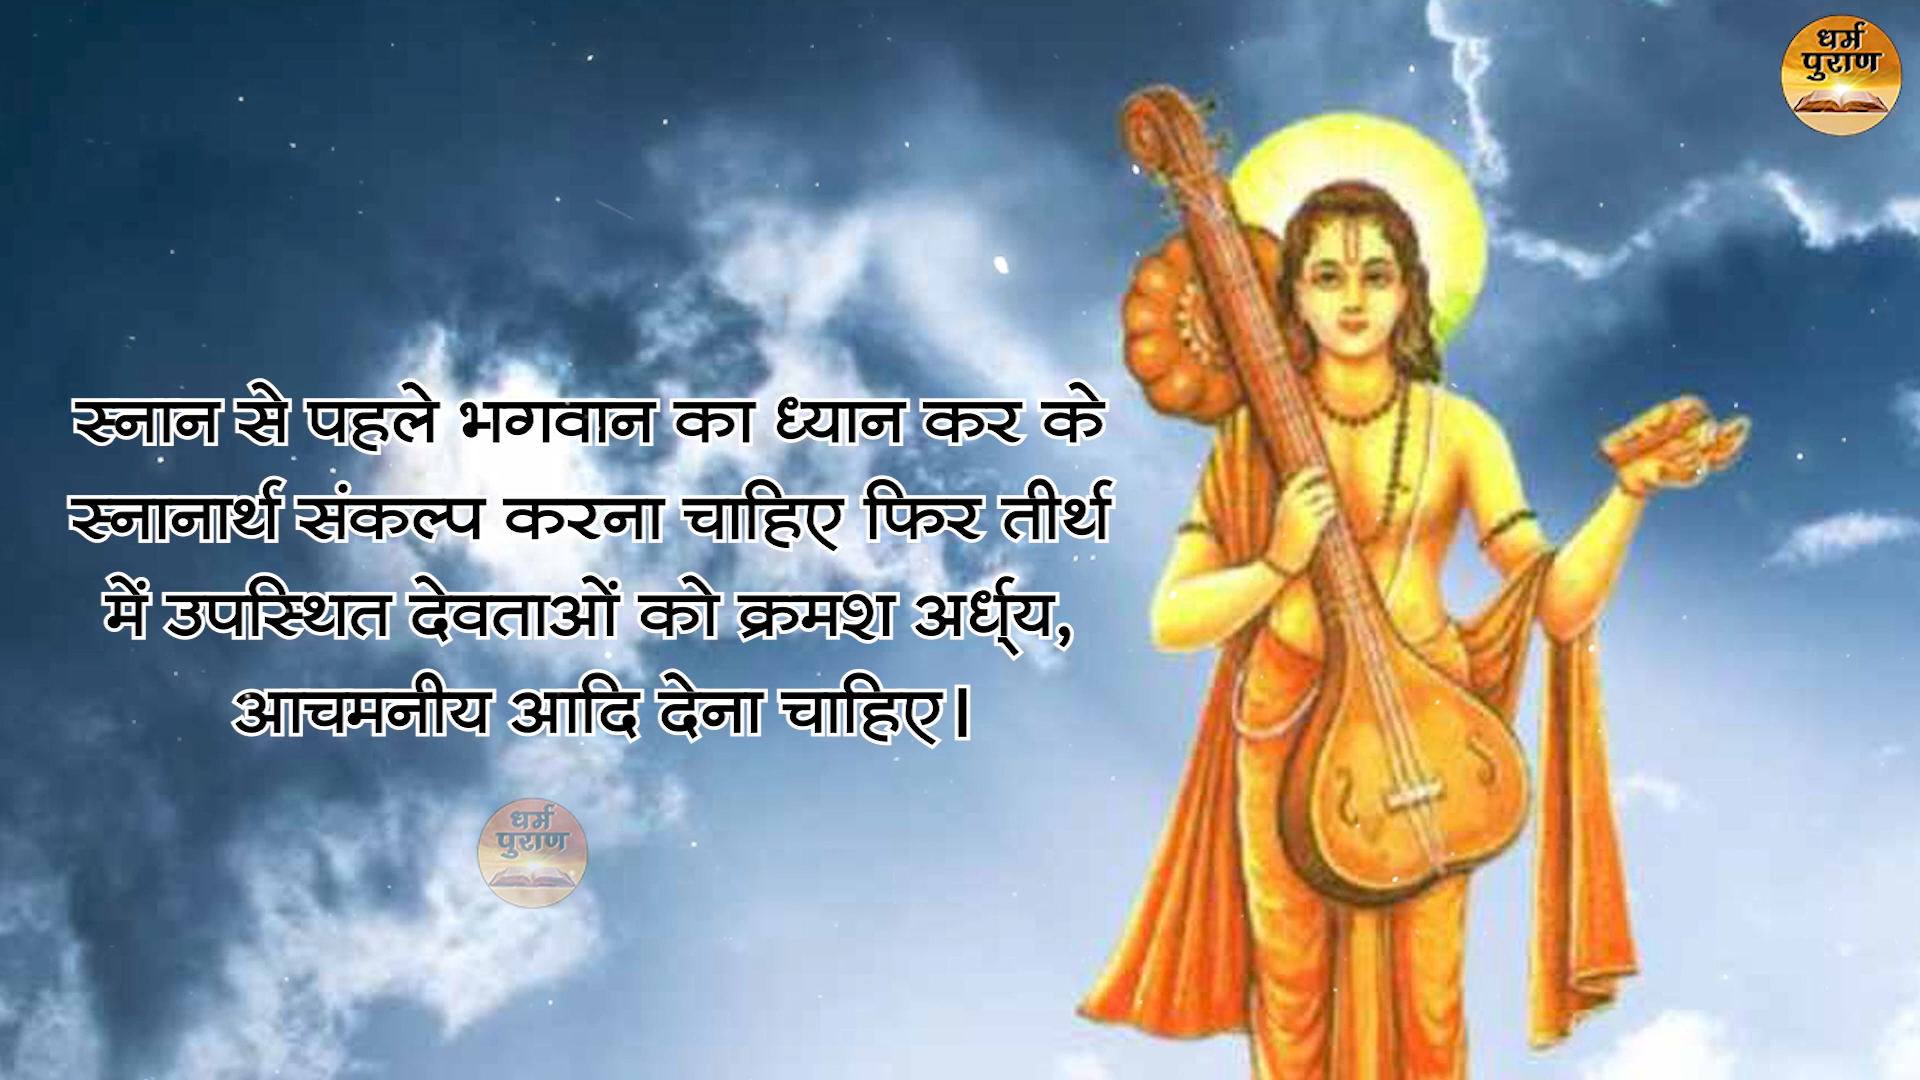 धर्म
पुराण
स्नान से पहले भगवान का ध्यान कर के
स्नानार्थ संकल्प करना चाहिए फिर तीर्थ
में उपस्थित देवताओं को क्रमश अर्ध्‌य,
आचमनीय आदि देना चाहिए।
धर्म
पुराण